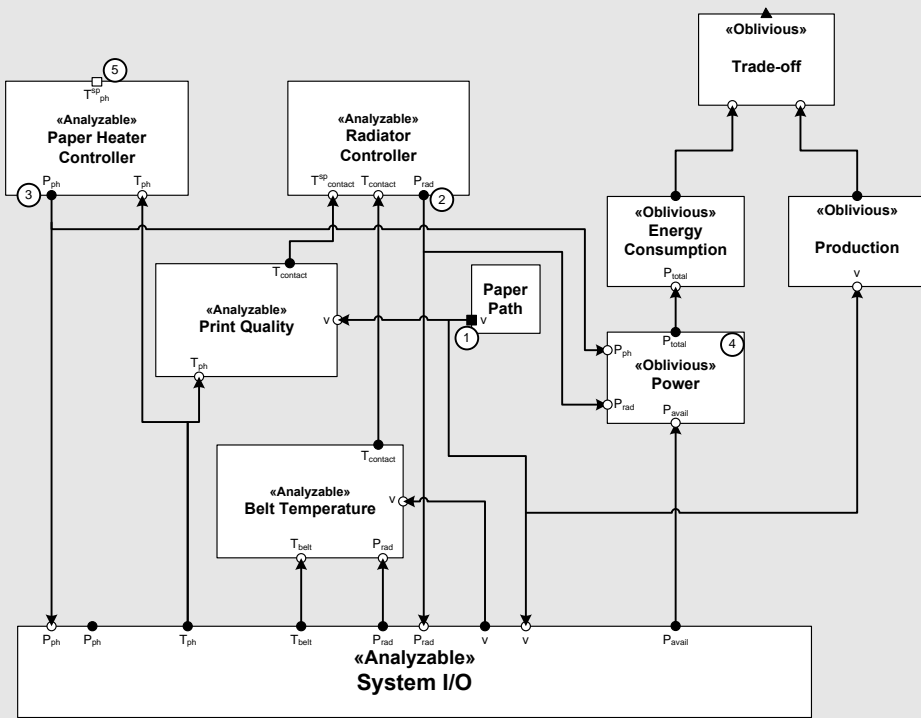 «Oblivious»
Trade-off
5
T^sp_ph
«Analyzable»
Paper Heater
Controller
P_ph
T_ph
3
«Analyzable»
Radiator
Controller
T^sp_contact
T_contact
P_rad
2
«Oblivious»
Energy
Consumption
P_total
«Oblivious»
Production
v
T_contact
«Analyzable»
Print Quality
v
T_ph
Paper
Path
v
1
P_total
4
P_ph
«Oblivious»
Power
P_rad
P_avail
T_contact
«Analyzable»
Belt Temperature
v
T_belt
P_rad
P_ph
P_ph
T_ph
T_belt
P_rad
P_rad
v
v
P_avail
«Analyzable»
System I/O